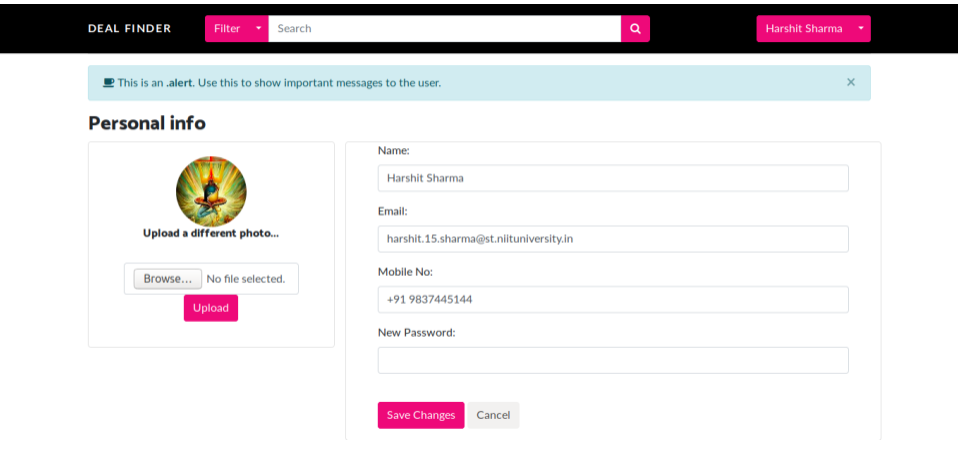 DEAL FINDER Filter Search Harshit Sharma
This is an .alert. Use this to show important messages to the user. ×
Personal info
Upload a different photo...
Browse... No file selected.
Upload
Name:
Harshit Sharma
Email:
harshit.15.sharma@st.niituniversity.in
Mobile No:
+91 9837445144
New Password:
Save Changes Cancel